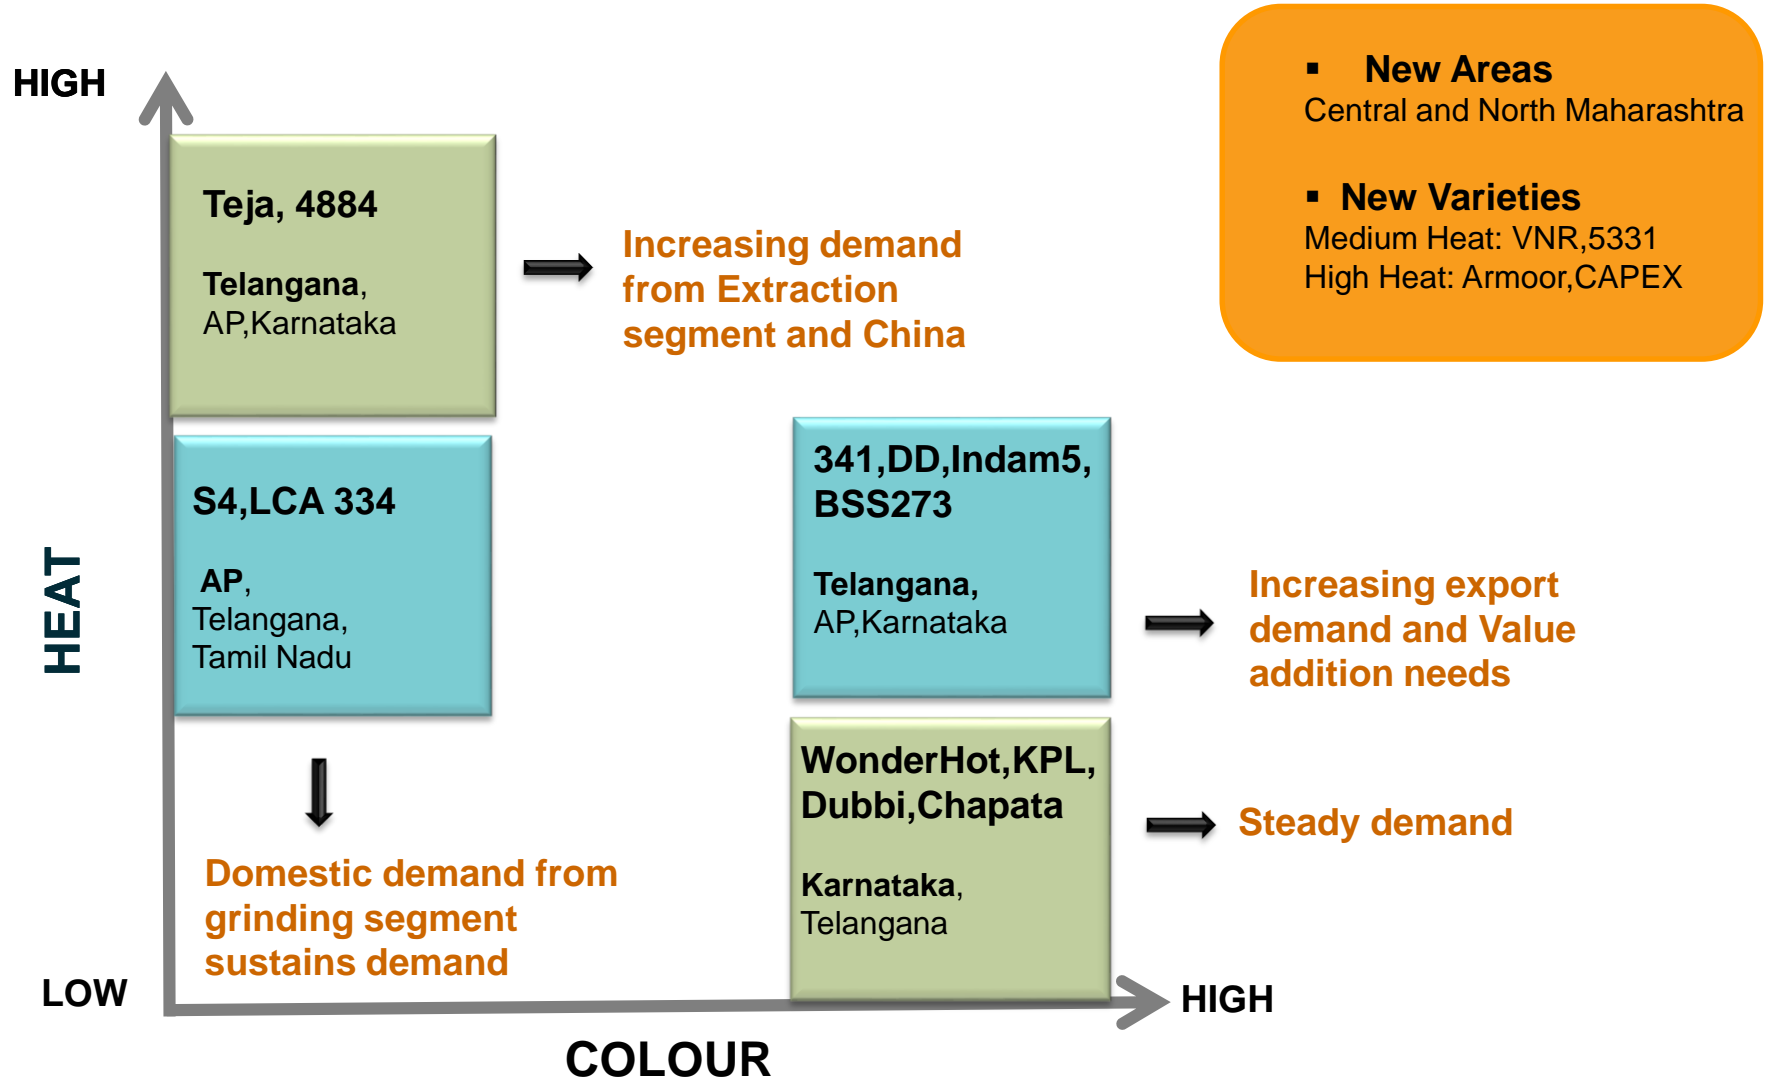 HIGH
Teja, 4884
Telangana,
AP,Karnataka
Increasing demand
from Extraction
segment and China
▪ New Areas
Central and North Maharashtra
▪ New Varieties
Medium Heat: VNR,5331
High Heat: Armoor,CAPEX
S4,LCA 334
AP,
Telangana,
Tamil Nadu
341,DD,Indam5,
BSS273
Telangana,
AP,Karnataka
Increasing export
demand and Value
addition needs
HEAT
Domestic demand from
grinding segment
sustains demand
WonderHot,KPL,
Dubbi,Chapata
Karnataka,
Telangana
Steady demand
LOW
HIGH
COLOUR